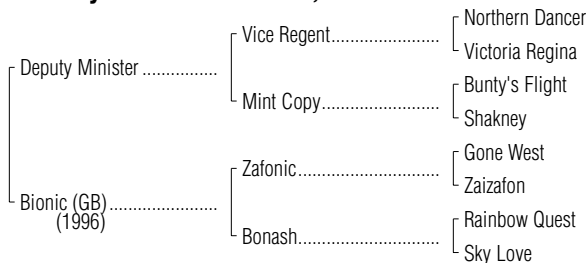 Northern Dancer
Vice Regent
Victoria Regina
Deputy Minister
Bunty's Flight
Mint Copy
Shakney
Gone West
Zafonic
Zaizafon
Bionic (GB)
(1996)
Rainbow Quest
Bonash
Sky Love